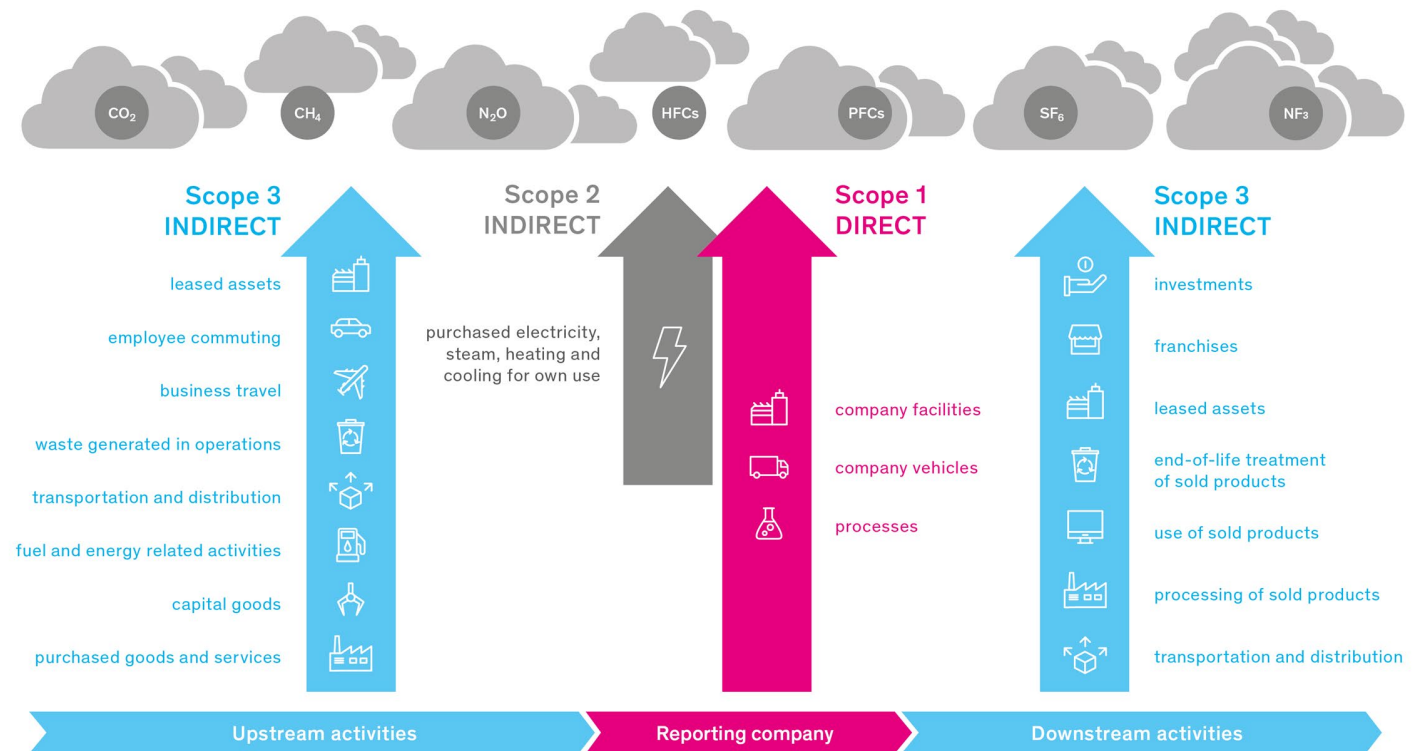 CO₂
CH₄
N₂O
HFCs
PFCs
SF₆
NF₃
Scope 3
INDIRECT
leased assets
employee commuting
business travel
waste generated in operations
transportation and distribution
fuel and energy related activities
capital goods
purchased goods and services
Scope 2
INDIRECT
purchased electricity,
steam, heating and
cooling for own use
Scope 1
DIRECT
company facilities
company vehicles
processes
Scope 3
INDIRECT
investments
franchises
leased assets
end-of-life treatment
of sold products
use of sold products
processing of sold products
transportation and distribution
Upstream activities
Reporting company
Downstream activities